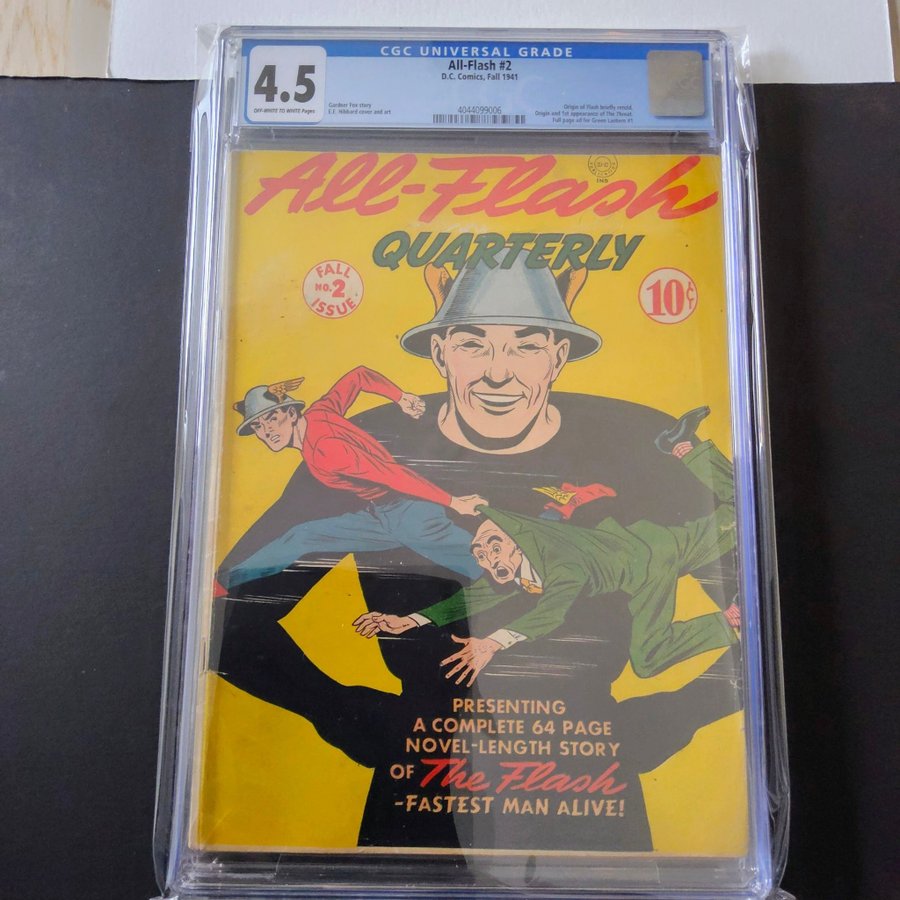 CGC UNIVERSAL GRADE
4.5
OFF-WHITE TO WHITE Pages
All-Flash #2
D.C. Comics, Fall 1941
Gardner Fox story
E.E. Hibbard cover and art
4044099006
Origin of Flash briefly retold.
Origin and 1st appearance of The Threat.
Full page ad for Green Lantern #1
All-Flash
INS
QUARTERLY
FALL
No.2
ISSUE
10 CT
PRESENTING
A COMPLETE 64 PAGE
NOVEL-LENGTH STORY
OF The Flash
-FASTEST MAN ALIVE!